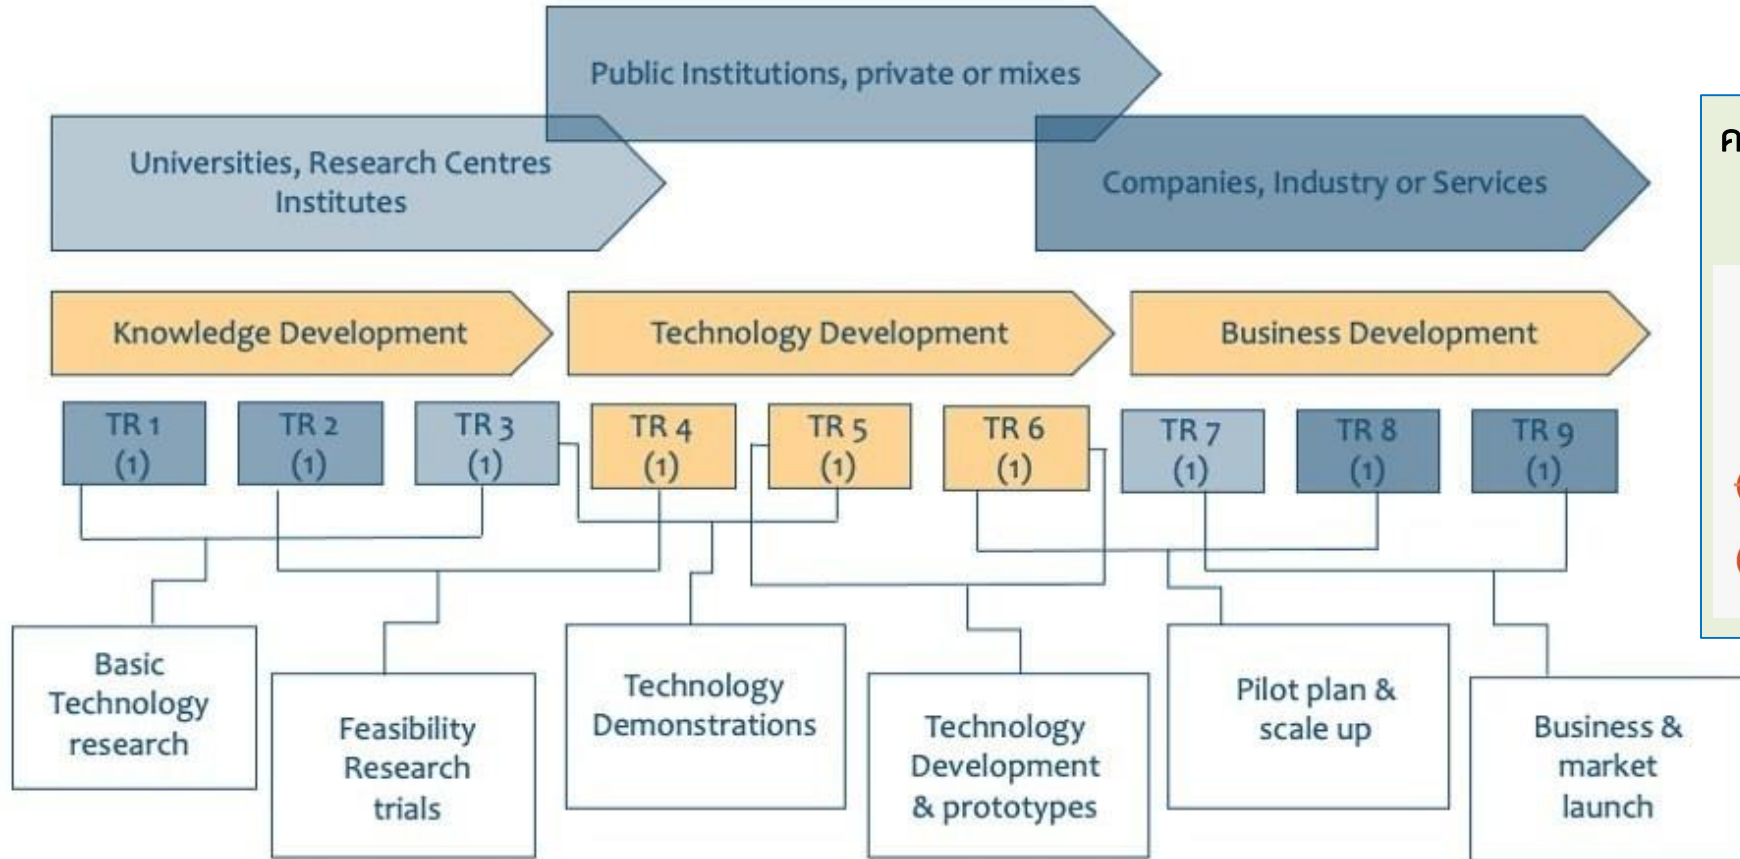 Public Institutions, private or mixes
Universities, Research Centres
Institutes
Companies, Industry or Services
Knowledge Development
Technology Development
Business Development
TR 1
(1)
TR 2
(1)
TR 3
(1)
TR 4
(1)
TR 5
(1)
TR 6
(1)
TR 7
(1)
TR 8
(1)
TR 9
(1)
Basic
Technology
research
Feasibility
Research
trials
Technology
Demonstrations
Technology
Development
& prototypes
Pilot plan &
scale up
Business &
market
launch